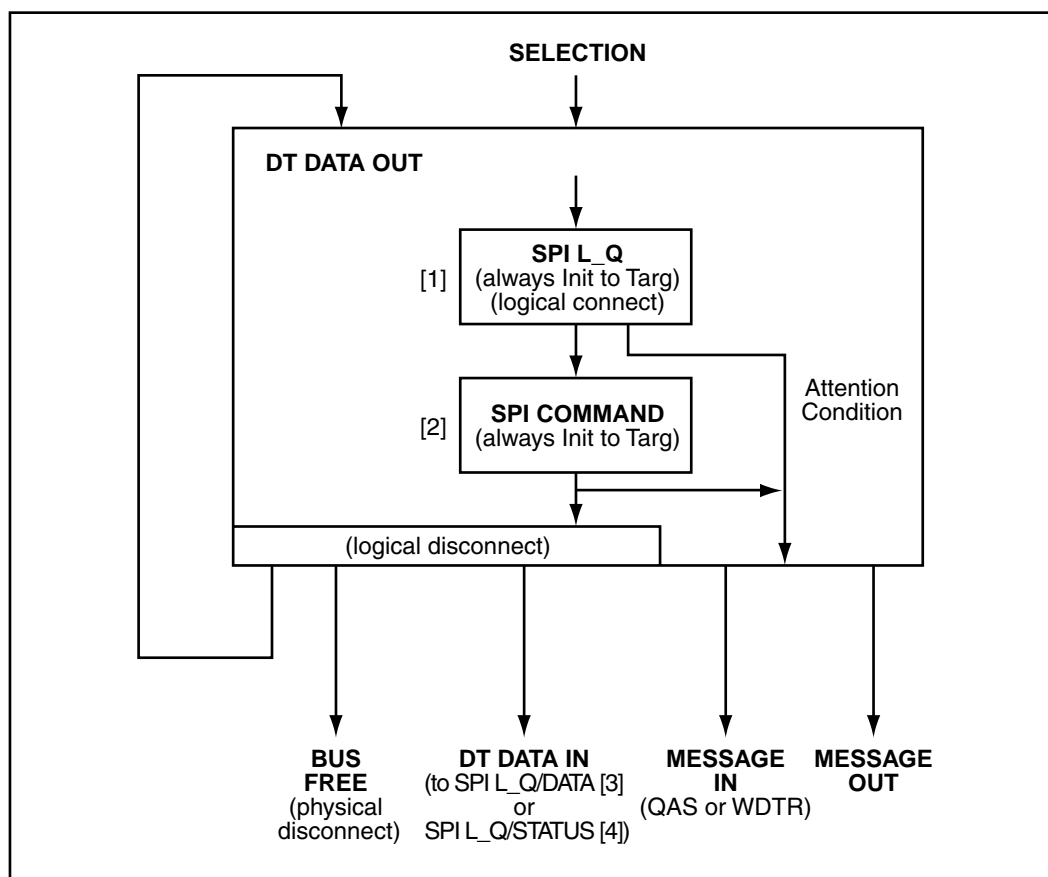 SELECTION
DT DATA OUT
SPI L_Q
[1]
(always Init to Targ)
(logical connect)
Attention
Condition
SPI COMMAND
[2]
(always Init to Targ)
(logical disconnect)
BUS
FREE
(physical
disconnect)
DT DATA IN
(to SPI L_Q/DATA [3]
or
SPI L_Q/STATUS [4])
MESSAGE
IN
(QAS or WDTR)
MESSAGE
OUT